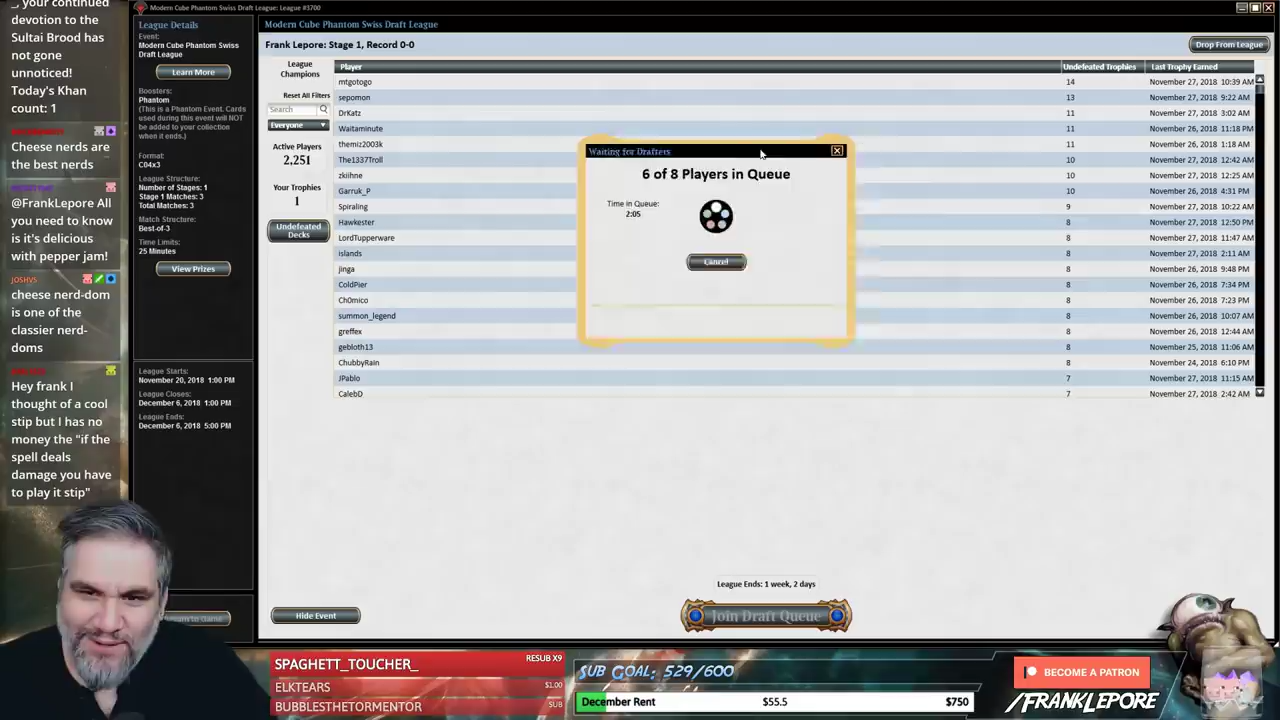 your continued
devotion to the
Sultai Brood has
not gone
unnoticed!
Today's Khan
count: 1
Cheese nerds are
the best nerds
@FrankLepore All
you need to know
is it's delicious
with pepper jam!
JOSHVS
cheese nerd-dom
is one of the
classier nerd-
doms
Hey frank I
thought of a cool
stip but I has no
money the "if the
spell deals
damage you have
to play it stip"
Modern Cube Phantom Swiss Draft League: League #3700
League Details
Event:
Modern Cube Phantom Swiss
Draft League
Learn More
Boosters:
Phantom
(This is a Phantom Event. Cards
used during this event will NOT
be added to your collection
when it ends.)
Format:
C04x3
League Structure:
Number of Stages: 1
Stage 1 Matches: 3
Total Matches: 3
Match Structure:
Best-of-3
Time Limits:
25 Minutes
View Prizes
League Starts:
November 20, 2018 1:00 PM
League Closes:
December 6, 2018 1:00 PM
League Ends:
December 6, 2018 5:00 PM
Return to Game
Modern Cube Phantom Swiss Draft League
Frank Lepore: Stage 1, Record 0-0
Drop From League
League
Champions
Reset All Filters
Search
Everyone
Active Players
2,251
Your Trophies
1
Undefeated
Decks
Player Undefeated Trophies Last Trophy Earned
mtgotogo 14 November 27, 2018 10:39 AM
sepomon 13 November 27, 2018 9:22 AM
DrKatz 11 November 27, 2018 3:02 AM
Waitaminute 11 November 26, 2018 11:18 PM
themiz2003k 11 November 26, 2018 1:18 AM
The1337Troll 10 November 27, 2018 12:42 AM
zkiihne 10 November 27, 2018 12:25 AM
Garruk_P 10 November 26, 2018 4:31 PM
Spiraling 9 November 27, 2018 10:22 AM
Hawkester 8 November 27, 2018 12:50 PM
LordTupperware 8 November 27, 2018 11:47 AM
islands 8 November 27, 2018 2:11 AM
jinga 8 November 26, 2018 9:48 PM
ColdPier 8 November 26, 2018 7:34 PM
Ch0mico 8 November 26, 2018 7:23 PM
summon_legend 8 November 26, 2018 10:07 AM
greffex 8 November 26, 2018 12:44 AM
gebloth13 8 November 25, 2018 11:06 AM
ChubbyRain 8 November 24, 2018 6:10 PM
JPablo 7 November 27, 2018 11:15 AM
CalebD 7 November 27, 2018 2:42 AM
Waiting for Drafters
6 of 8 Players in Queue
Time in Queue:
2:05
Cancel
League Ends: 1 week, 2 days
Hide Event
Join Draft Queue
SPAGHETT_TOUCHER_ RESUB X9
ELKTEARS $1.00
BUBBLESTHETORMENTOR SUB
SUB GOAL: 529/600
December Rent $55.5 $750
BECOME A PATRON
/FRANKLEPORE